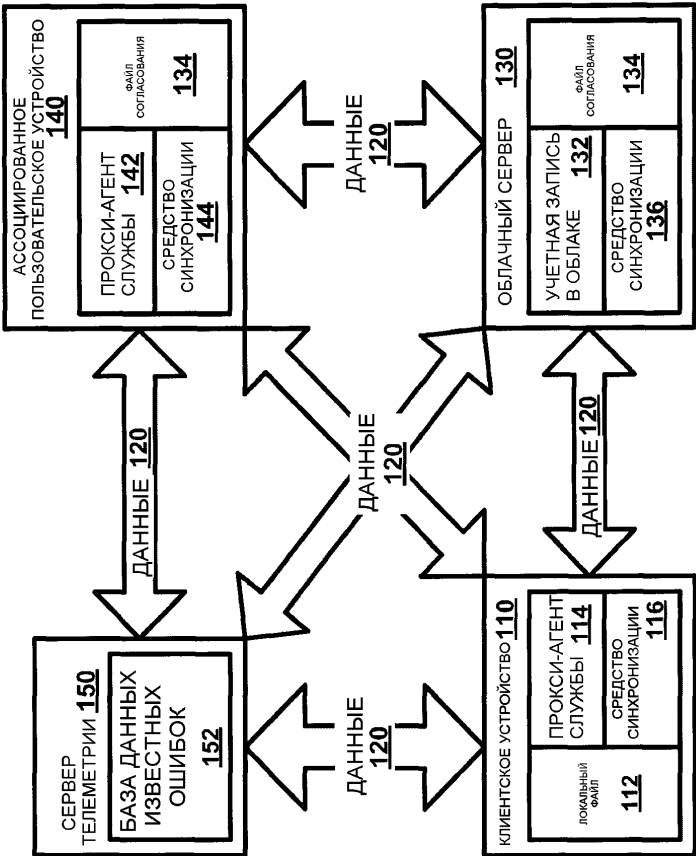 СЕРВЕР
ТЕЛЕМЕТРИИ 150
БАЗА ДАННЫХ
ИЗВЕСТНЫХ
ОШИБОК
152
ДАННЫЕ 120
АССОЦИИРОВАННОЕ
ПОЛЬЗОВАТЕЛЬСКОЕ УСТРОЙСТВО
140
ПРОКСИ-АГЕНТ
СЛУЖБЫ 142
СРЕДСТВО
СИНХРОНИЗАЦИИ
144
ФАЙЛ
СОГЛАСОВАНИЯ
134
ДАННЫЕ
120
ДАННЫЕ
120
ДАННЫЕ
120
КЛИЕНТСКОЕ УСТРОЙСТВО 110
ЛОКАЛЬНЫЙ
ФАЙЛ
112
ПРОКСИ-АГЕНТ
СЛУЖБЫ 114
СРЕДСТВО
СИНХРОНИЗАЦИИ
116
ДАННЫЕ 120
ОБЛАЧНЫЙ СЕРВЕР 130
УЧЕТНАЯ ЗАПИСЬ
В ОБЛАКЕ 132
СРЕДСТВО
СИНХРОНИЗАЦИИ
136
ФАЙЛ
СОГЛАСОВАНИЯ
134